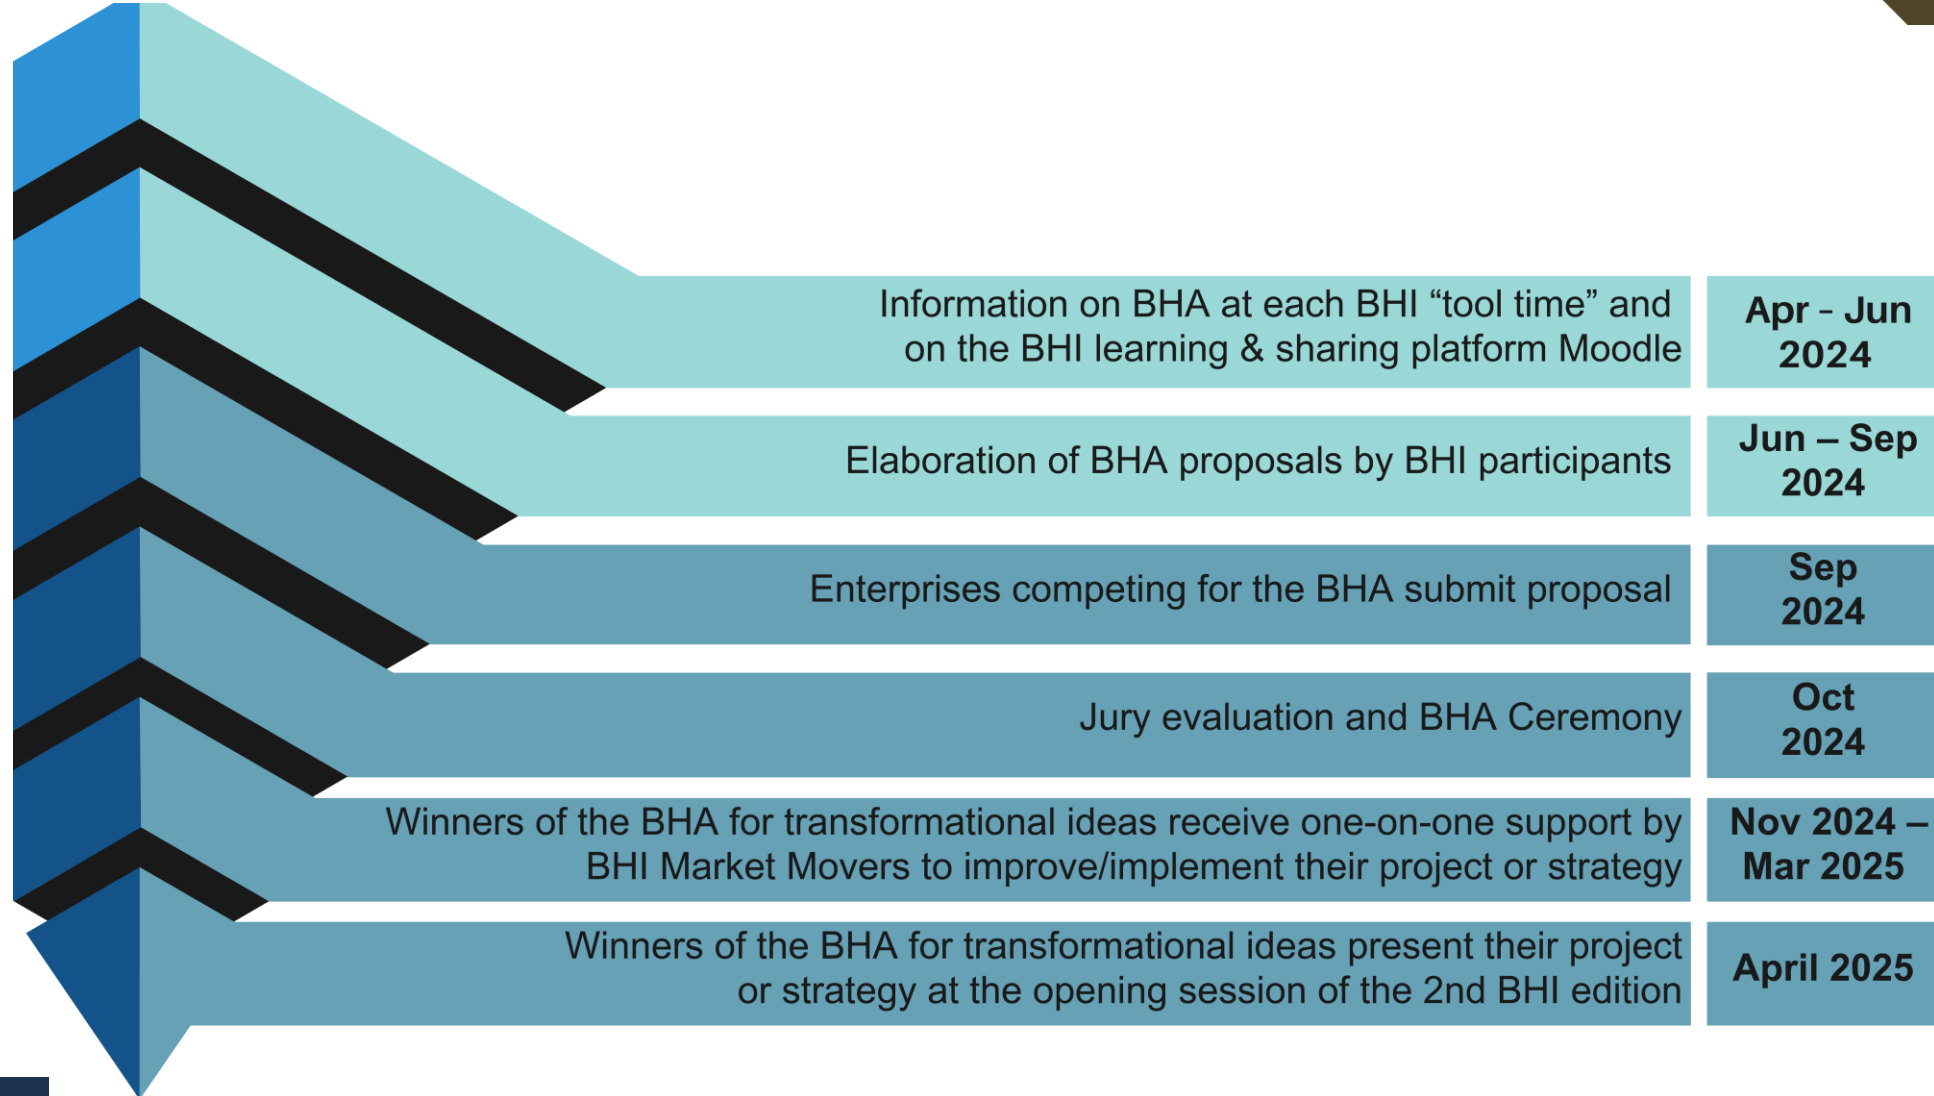 Information on BHA at each BHI “tool time” and
on the BHI learning & sharing platform Moodle
Apr - Jun
2024
Elaboration of BHA proposals by BHI participants
Jun – Sep
2024
Enterprises competing for the BHA submit proposal
Sep
2024
Jury evaluation and BHA Ceremony
Oct
2024
Winners of the BHA for transformational ideas receive one-on-one support by
BHI Market Movers to improve/implement their project or strategy
Nov 2024 –
Mar 2025
Winners of the BHA for transformational ideas present their project
or strategy at the opening session of the 2nd BHI edition
April 2025